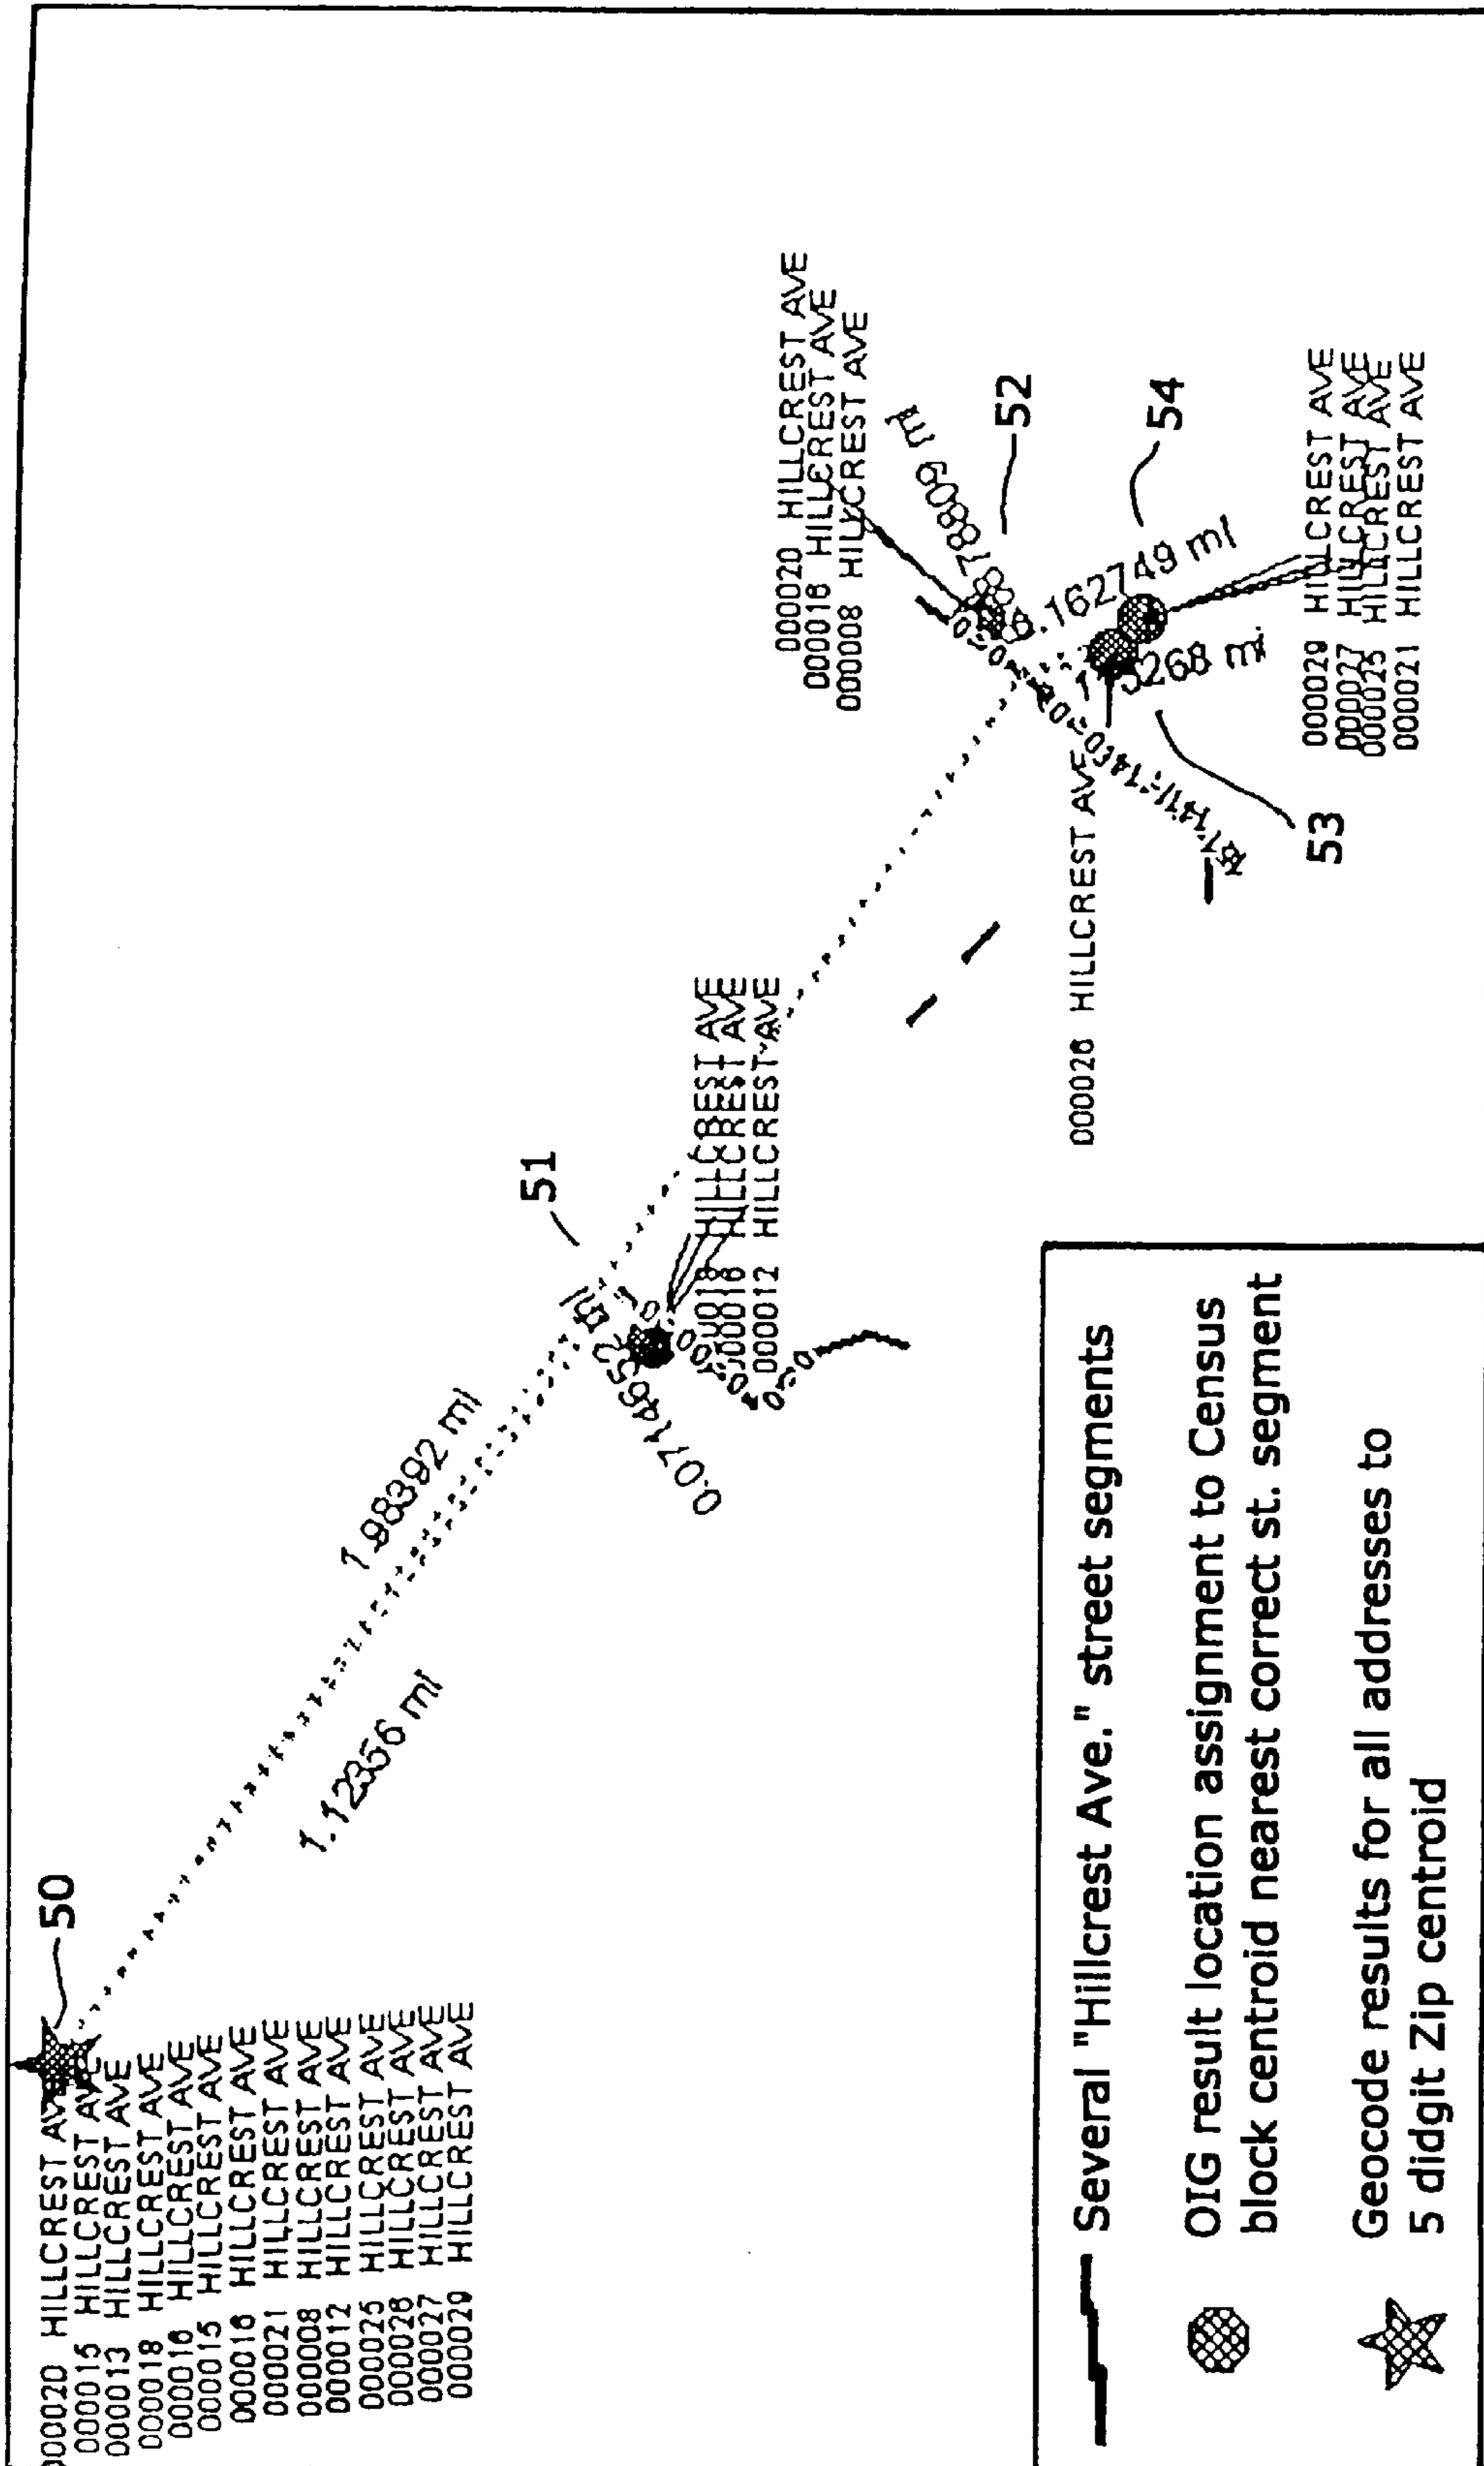 000020 HILLCREST AVE
000015 HILLCREST AVE
000013 HILLCREST AVE
000018 HILLCREST AVE
000016 HILLCREST AVE
000015 HILLCREST AVE
000016 HILLCREST AVE
000021 HILLCREST AVE
000008 HILLCREST AVE
000012 HILLCREST AVE
000025 HILLCREST AVE
000026 HILLCREST AVE
000027 HILLCREST AVE
000029 HILLCREST AVE
50
1.12356 mi
1.98392 mi
51
HILLCREST AVE
HILLCREST AVE
000012 HILLCREST AVE
000020 HILLCREST AVE
000016 HILLCREST AVE
000008 HILLCREST AVE
52
54
53
000026 HILLCREST AVE
000029 HILLCREST AVE
000027 HILLCREST AVE
000025 HILLCREST AVE
000021 HILLCREST AVE
Several "Hillcrest Ave." street segments
OIG result location assignment to Census
block centroid nearest correct st. segment
Geocode results for all addresses to
5 didgit Zip centroid